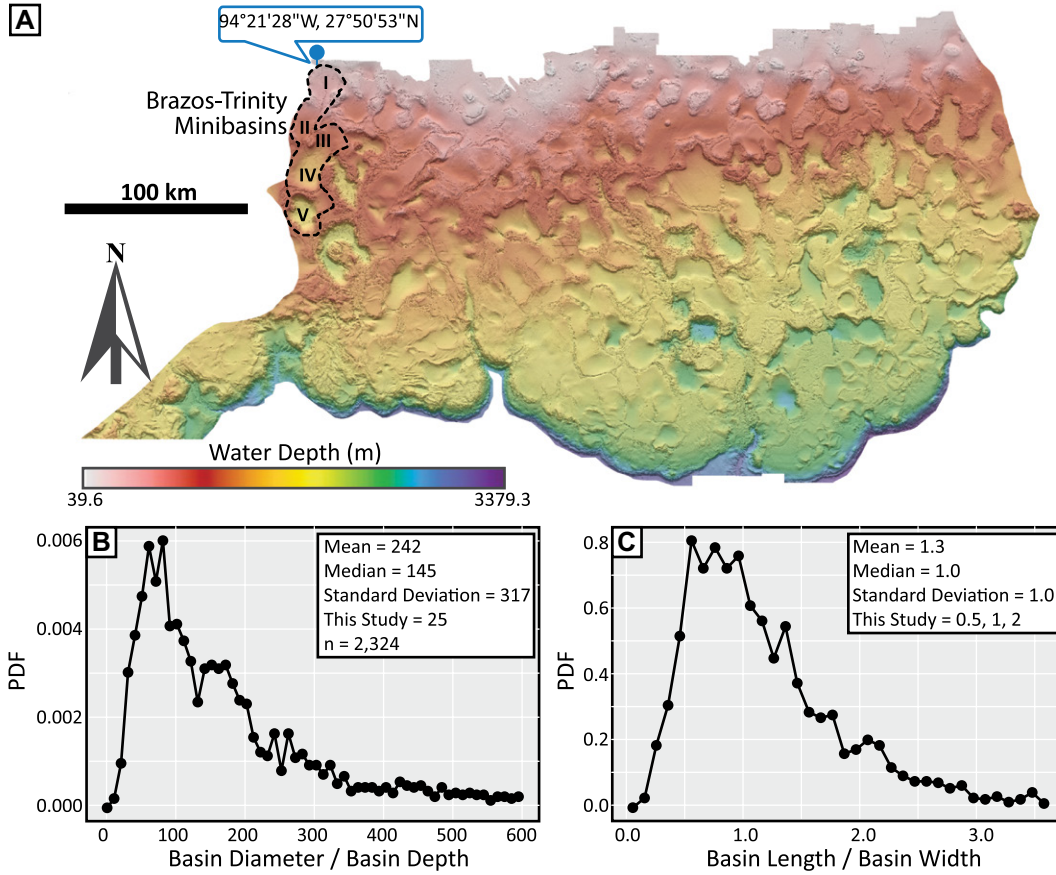 A
94°21'28"W, 27°50'53"N
Brazos-Trinity
Minibasins
I
II
III
IV
V
100 km
N
Water Depth (m)
39.6
3379.3
B
Mean = 242
Median = 145
Standard Deviation = 317
This Study = 25
n = 2,324
PDF
0.006
0.004
0.002
0.000
0
100
200
300
400
500
600
Basin Diameter / Basin Depth
C
Mean = 1.3
Median = 1.0
Standard Deviation = 1.0
This Study = 0.5, 1, 2
PDF
0.8
0.6
0.4
0.2
0.0
0.0
1.0
2.0
3.0
Basin Length / Basin Width